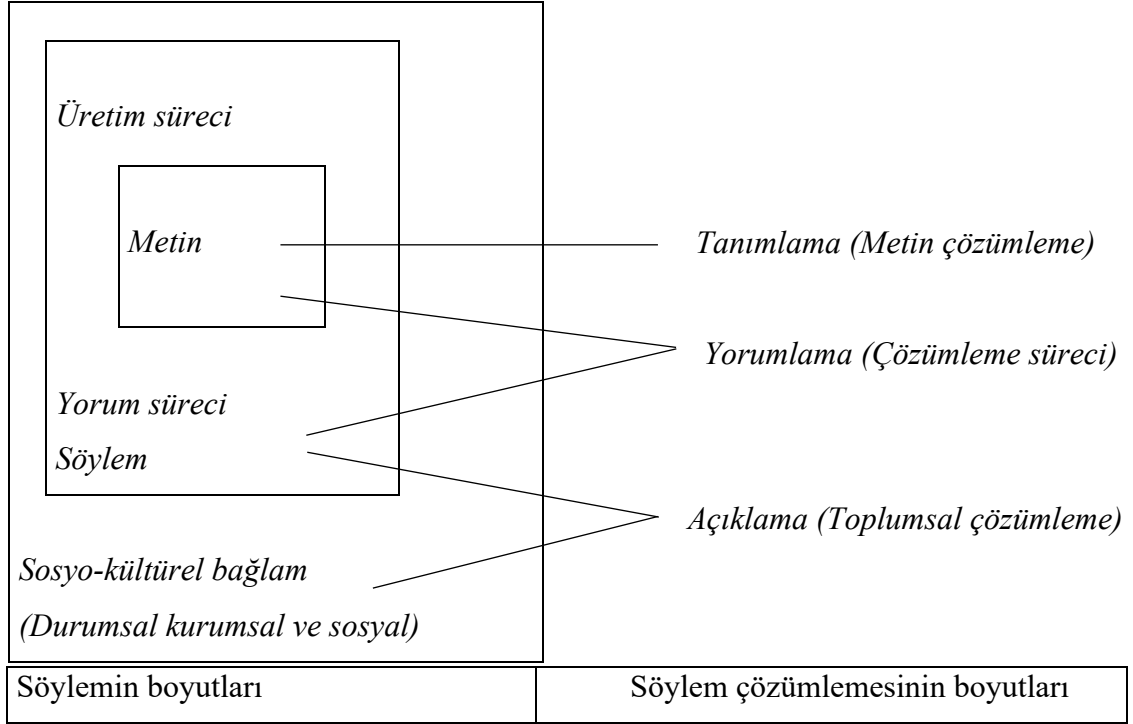 Üretim süreci
Metin
Tanımlama (Metin çözümleme)
Yorumlama (Çözümleme süreci)
Yorum süreci
Söylem
Açıklama (Toplumsal çözümleme)
Sosyo-kültürel bağlam
(Durumsal kurumsal ve sosyal)
Söylemin boyutları
Söylem çözümlemesinin boyutları